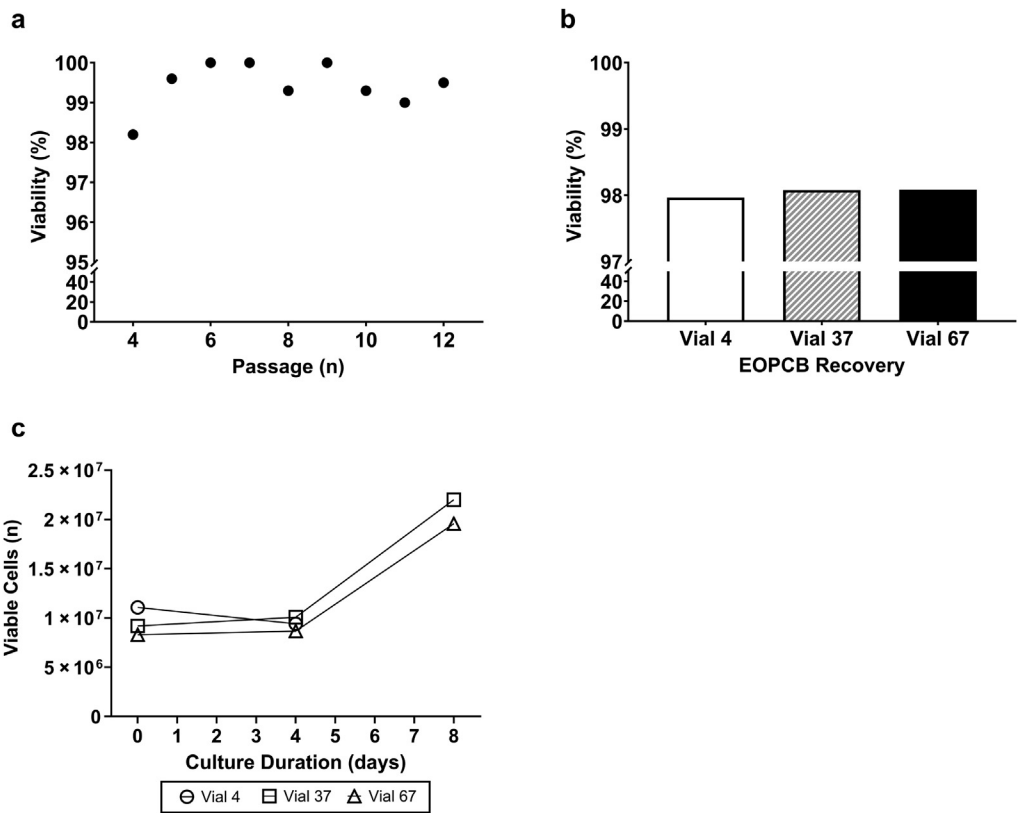 a
100
99
98
97
96
95
40
20
0
Viability (%)
4 6 8 10 12
Passage (n)
b
100
99
98
97
40
20
0
Viability (%)
Vial 4 Vial 37 Vial 67
EOPCB Recovery
c
2.5 × 10⁷
2 × 10⁷
1.5 × 10⁷
1 × 10⁷
5 × 10⁶
0
Viable Cells (n)
0 1 2 3 4 5 6 7 8
Culture Duration (days)
Vial 4 Vial 37 Vial 67